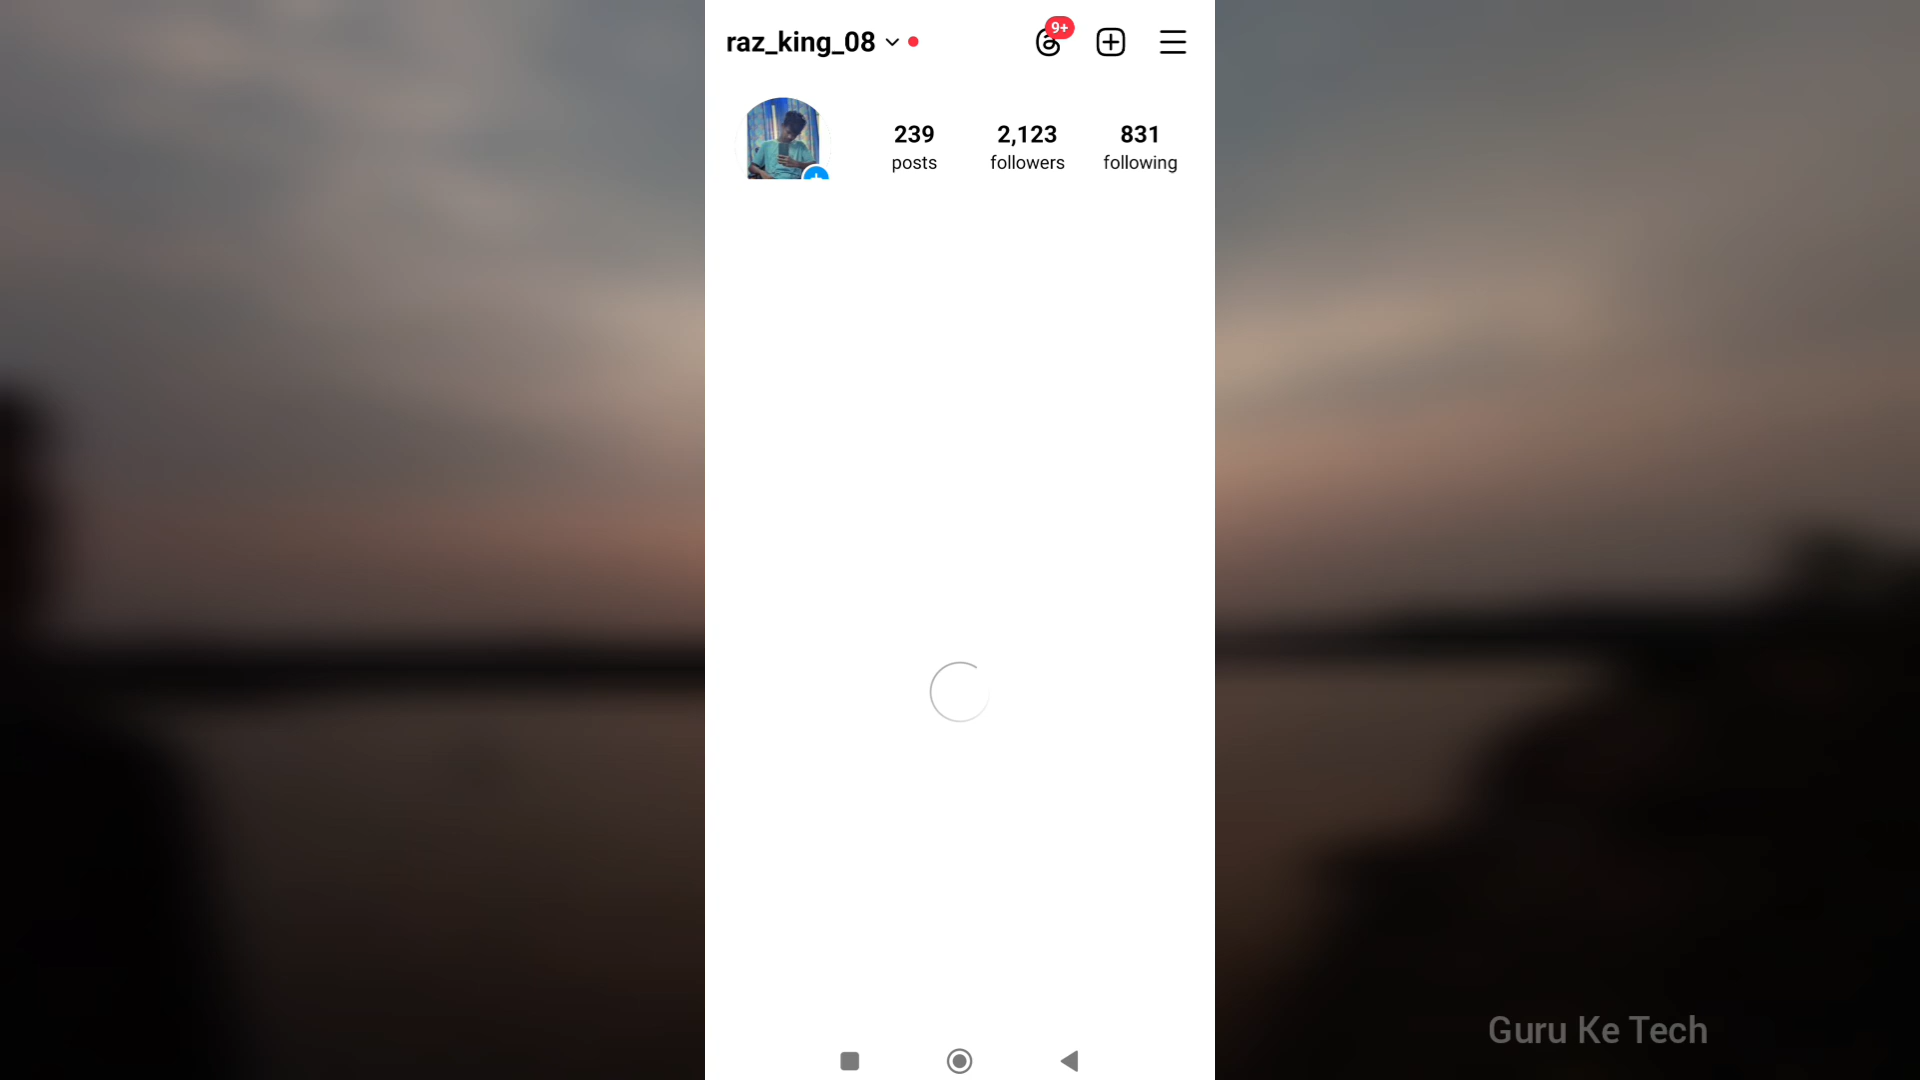 raz_king_08
9+
239 2,123 831
posts followers following
Guru Ke Tech